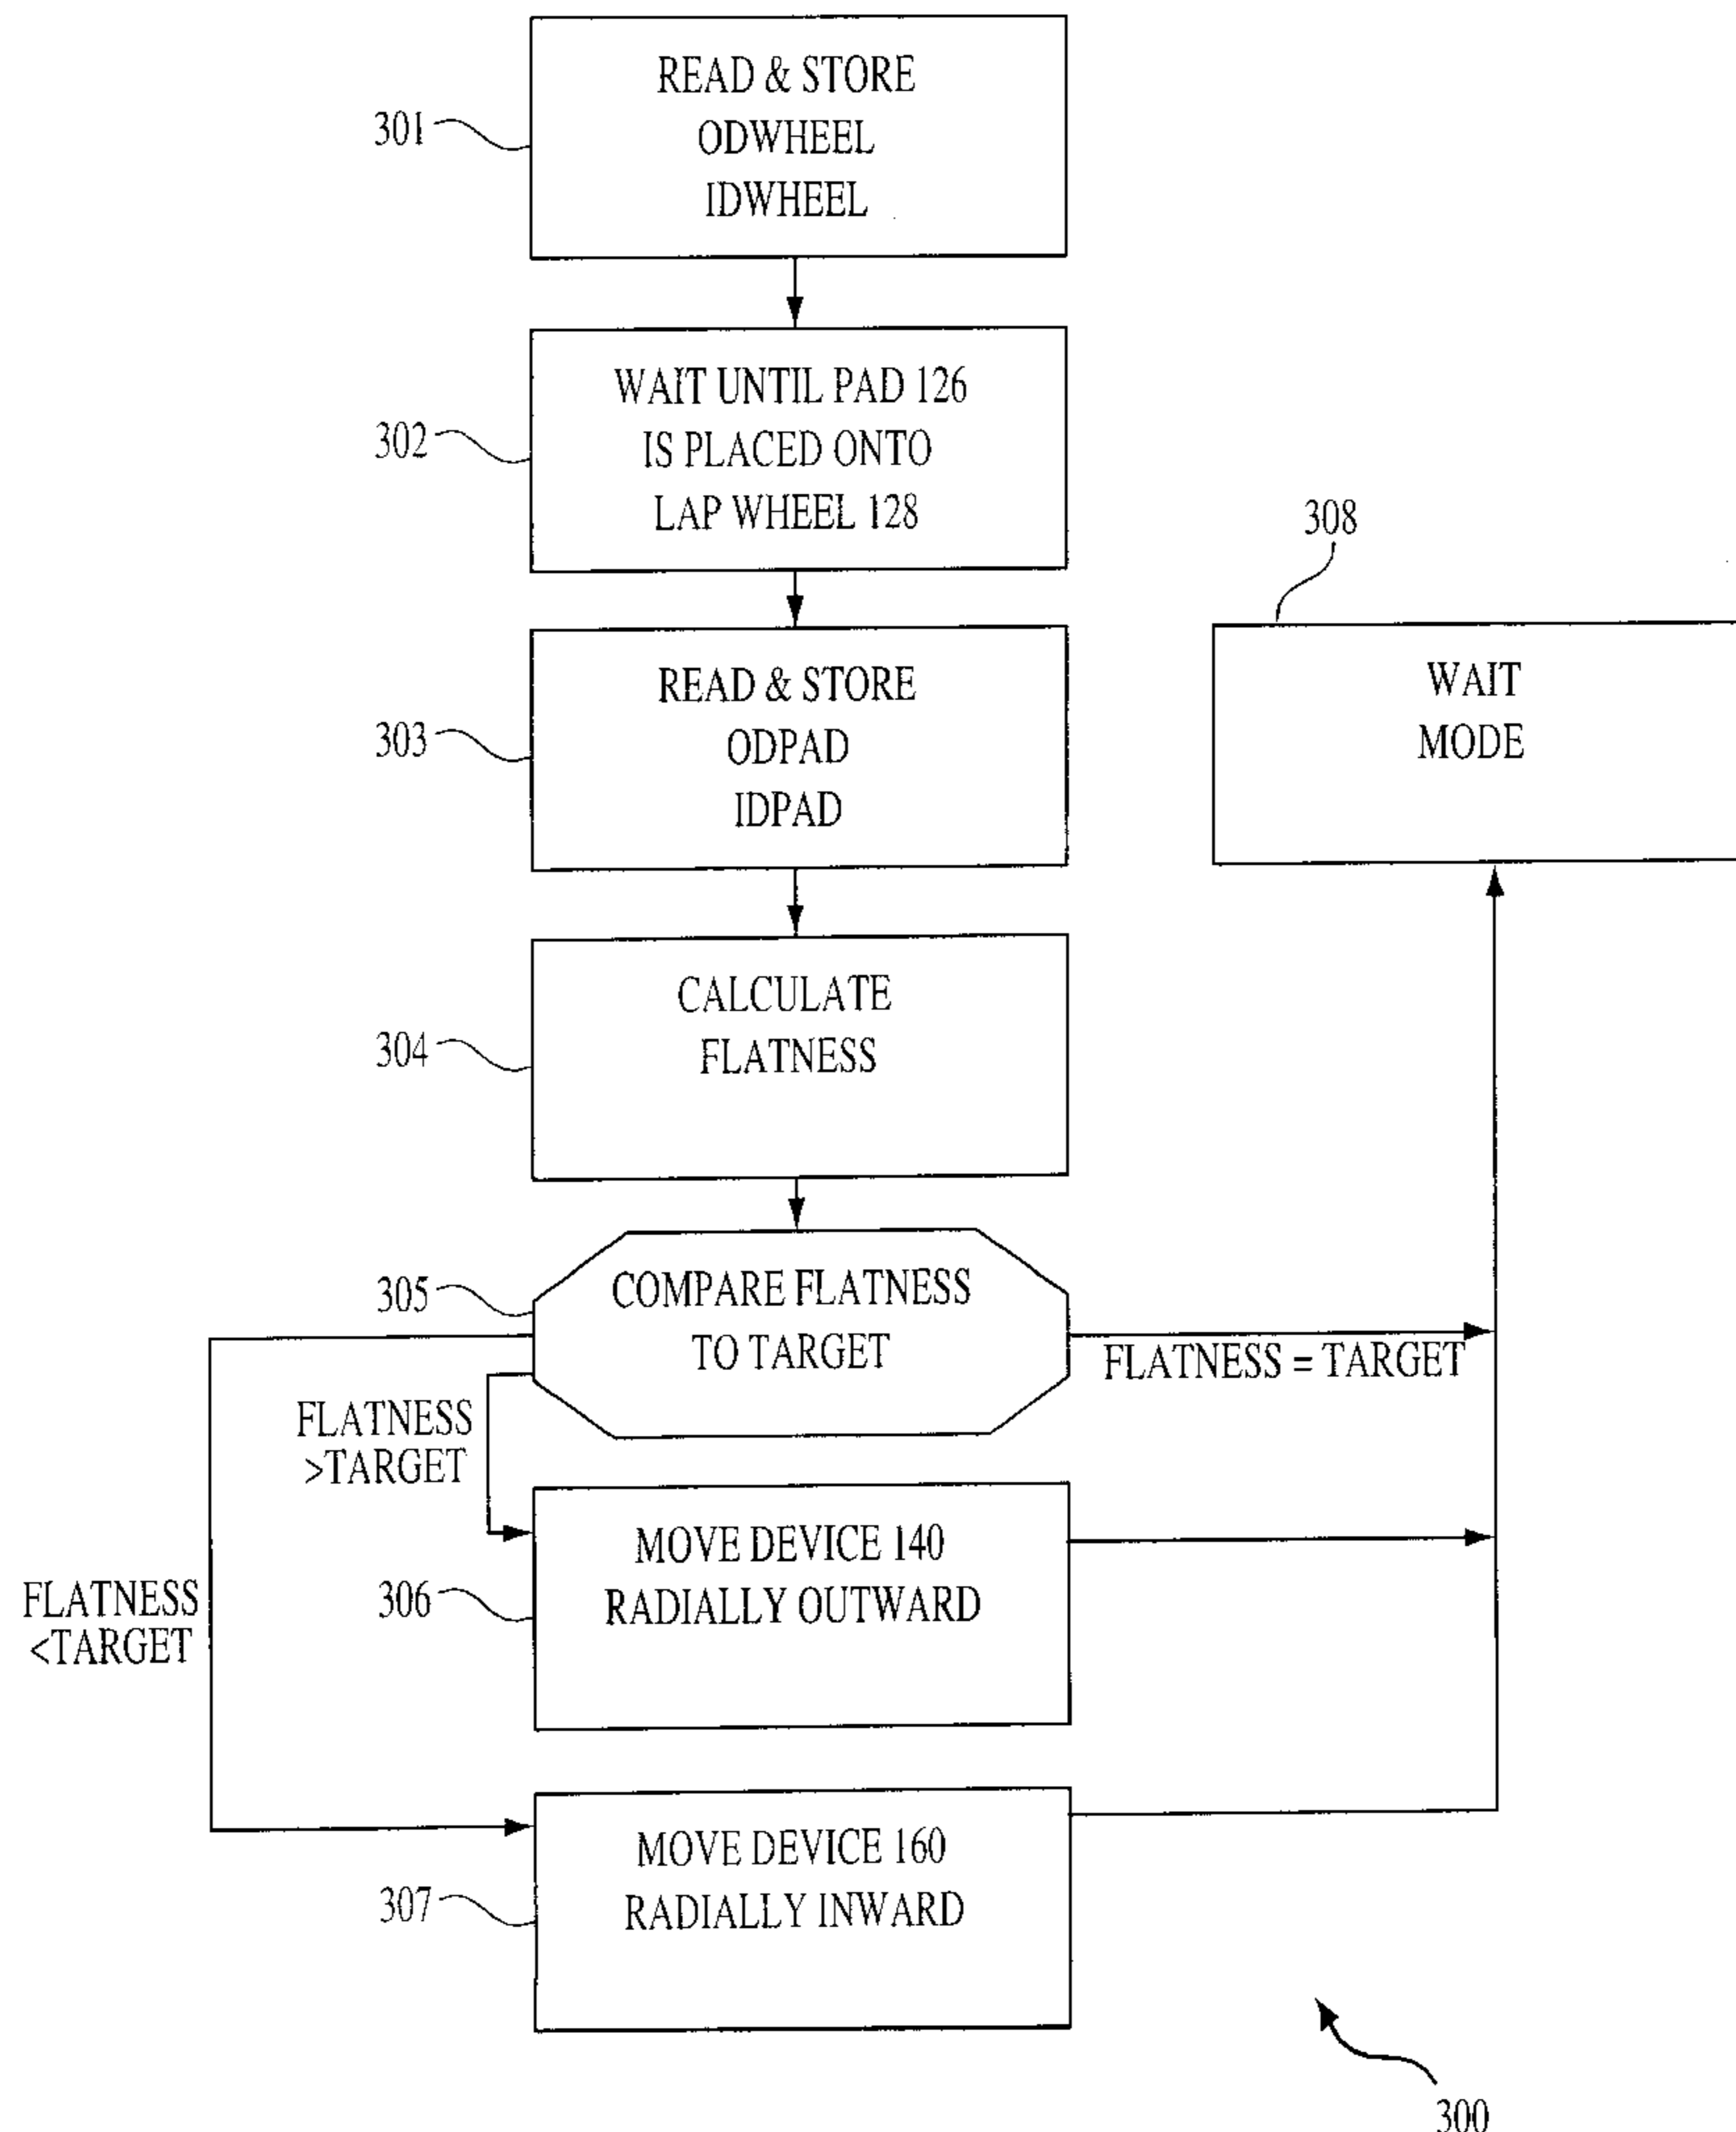 301
READ & STORE
ODWHEEL
IDWHEEL
302
WAIT UNTIL PAD 126
IS PLACED ONTO
LAP WHEEL 128
308
WAIT
MODE
303
READ & STORE
ODPAD
IDPAD
304
CALCULATE
FLATNESS
305
COMPARE FLATNESS
TO TARGET
FLATNESS = TARGET
FLATNESS
>TARGET
306
MOVE DEVICE 140
RADIALLY OUTWARD
FLATNESS
<TARGET
307
MOVE DEVICE 160
RADIALLY INWARD
300